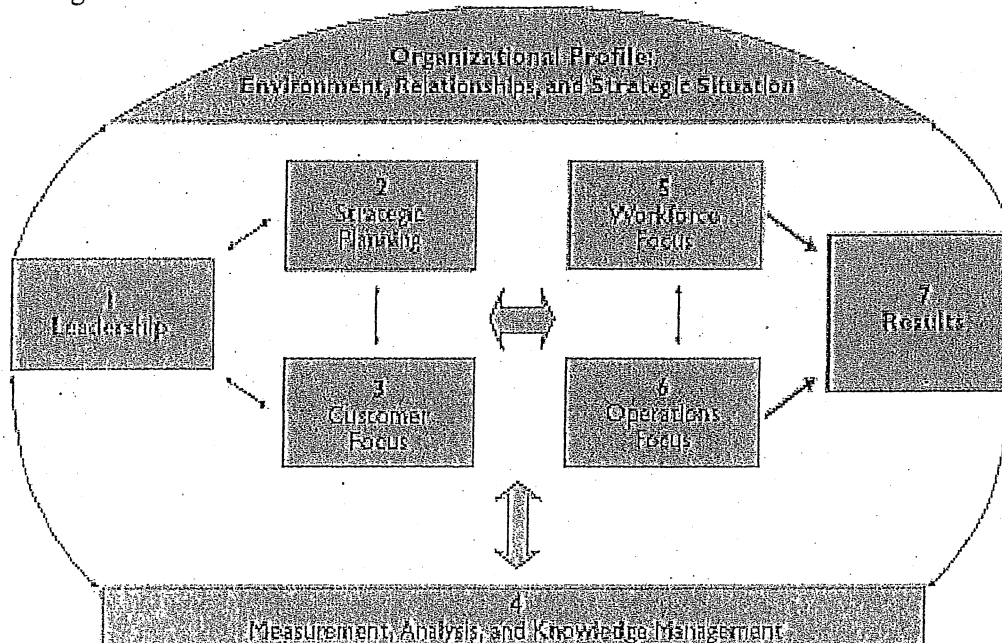 Organizational Profile:
Environment, Relationships, and Strategic Situation
2
Strategic
Planning
5
Workforce
Focus
1
Leadership
7
Results
3
Customer
Focus
6
Operations
Focus
4
Measurement, Analysis, and Knowledge Management